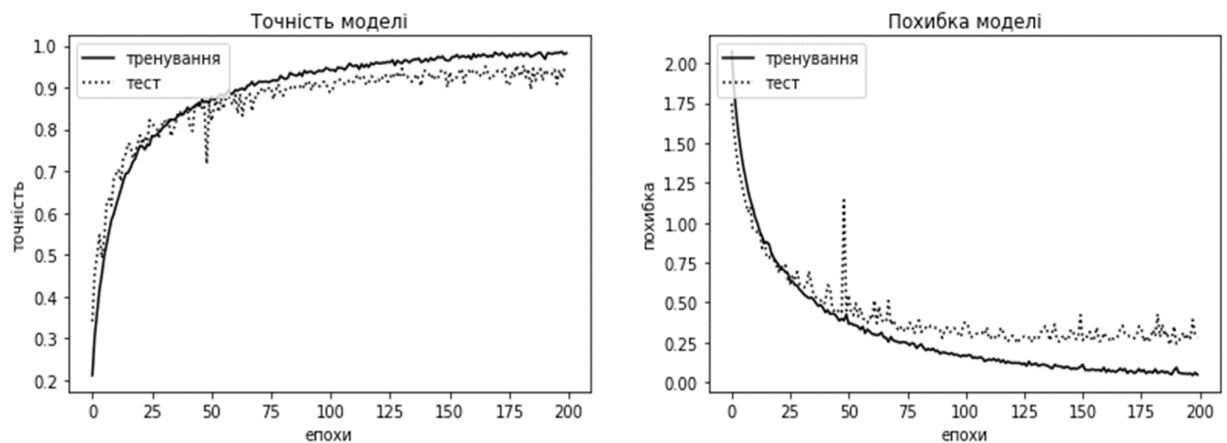 Точність моделі
тренування
тест
1.0
0.9
0.8
0.7
0.6
0.5
0.4
0.3
0.2
точність
0 25 50 75 100 125 150 175 200
епохи
Похибка моделі
тренування
тест
2.00
1.75
1.50
1.25
1.00
0.75
0.50
0.25
0.00
похибка
0 25 50 75 100 125 150 175 200
епохи